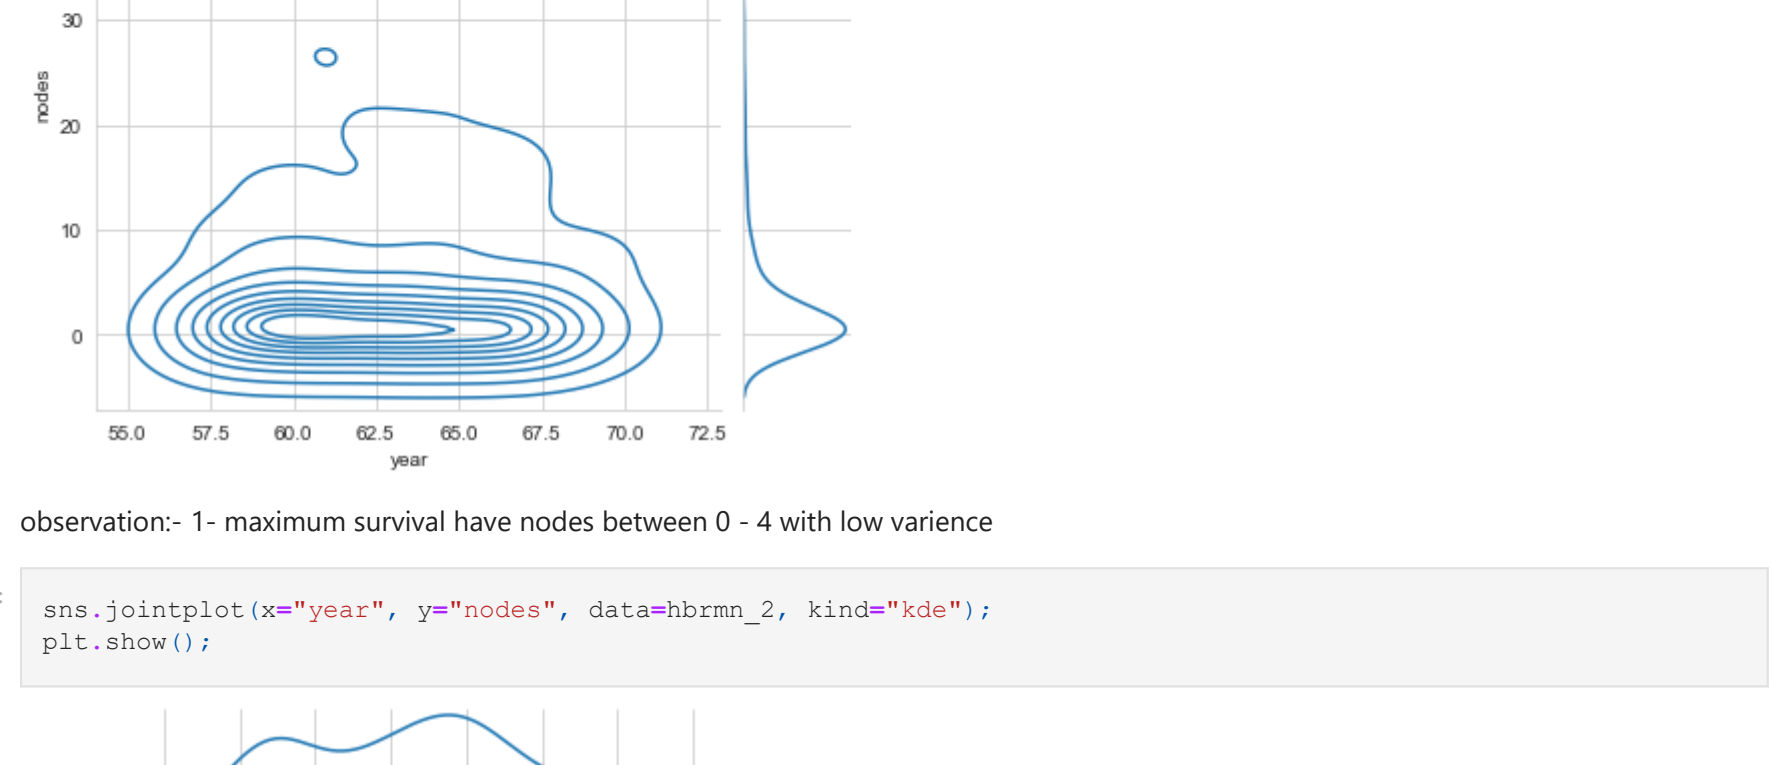 30
nodes
20
10
0
55.0 57.5 60.0 62.5 65.0 67.5 70.0 72.5
year
observation:- 1- maximum survival have nodes between 0 - 4 with low varience
:
sns.jointplot(x="year", y="nodes", data=hbrmn_2, kind="kde");
plt.show();